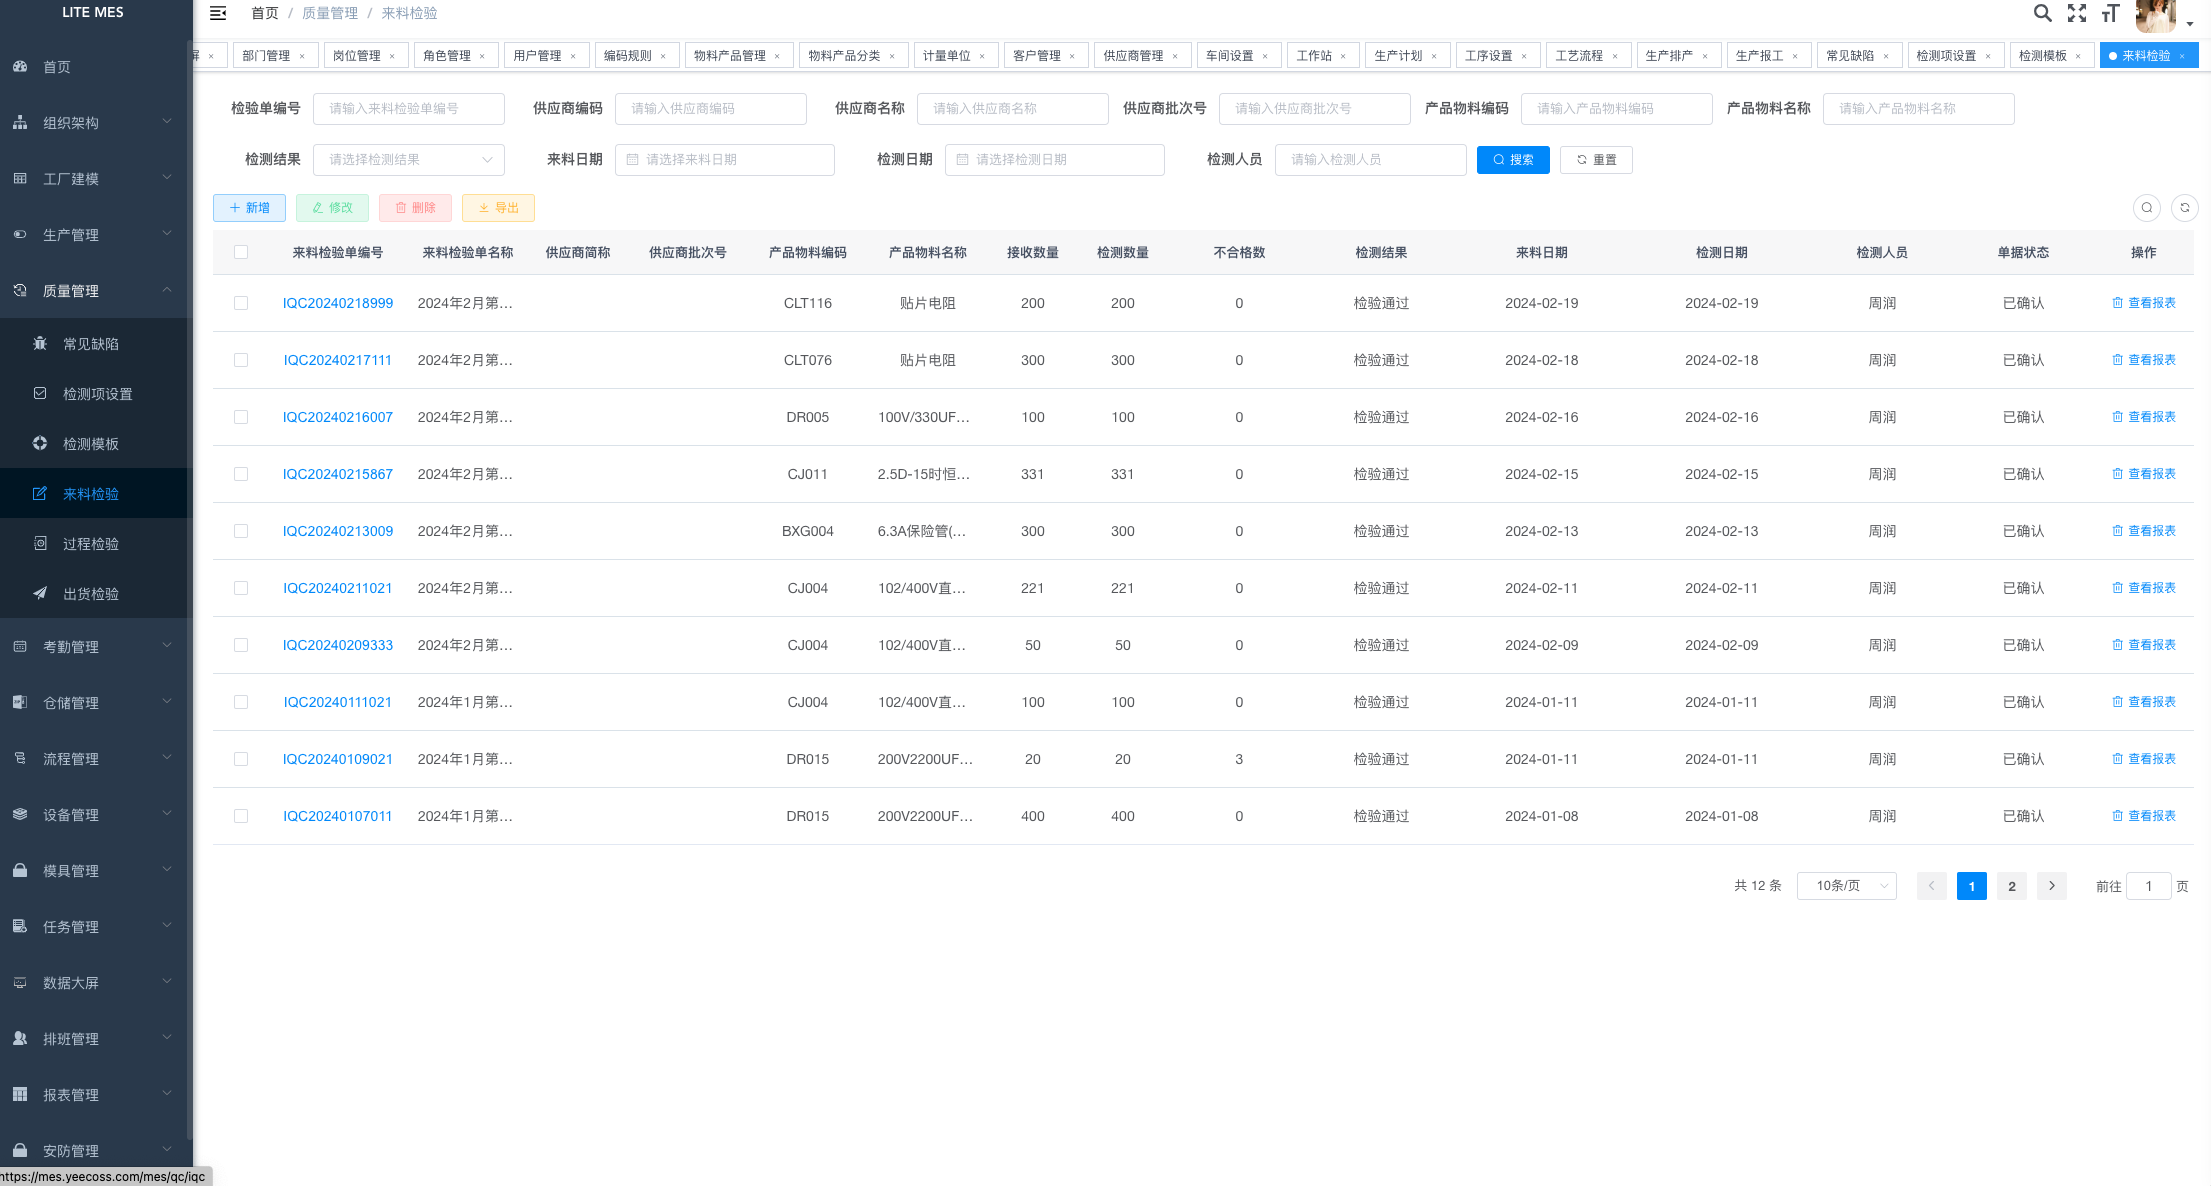 LITE MES
首页 / 质量管理 / 来料检验
屏 × 部门管理 × 岗位管理 × 角色管理 × 用户管理 × 编码规则 × 物料产品管理 × 物料产品分类 × 计量单位 × 客户管理 × 供应商管理 × 车间设置 × 工作站 × 生产计划 × 工序设置 × 工艺流程 × 生产排产 × 生产报工 × 常见缺陷 × 检测项设置 × 检测模板 × 来料检验 ×
首页
组织架构
工厂建模
生产管理
质量管理
常见缺陷
检测项设置
检测模板
来料检验
过程检验
出货检验
考勤管理
仓储管理
流程管理
设备管理
模具管理
任务管理
数据大屏
排班管理
报表管理
安防管理
https://mes.yeecoss.com/mes/qc/iqc
检验单编号 请输入来料检验单编号 供应商编码 请输入供应商编码 供应商名称 请输入供应商名称 供应商批次号 请输入供应商批次号 产品物料编码 请输入产品物料编码 产品物料名称 请输入产品物料名称
检测结果 请选择检测结果 来料日期 请选择来料日期 检测日期 请选择检测日期 检测人员 请输入检测人员 搜索 重置
新增 修改 删除 导出
来料检验单编号 来料检验单名称 供应商简称 供应商批次号 产品物料编码 产品物料名称 接收数量 检测数量 不合格数 检测结果 来料日期 检测日期 检测人员 单据状态 操作
IQC20240218999 2024年2月第... CLT116 贴片电阻 200 200 0 检验通过 2024-02-19 2024-02-19 周润 已确认 查看报表
IQC20240217111 2024年2月第... CLT076 贴片电阻 300 300 0 检验通过 2024-02-18 2024-02-18 周润 已确认 查看报表
IQC20240216007 2024年2月第... DR005 100V/330UF... 100 100 0 检验通过 2024-02-16 2024-02-16 周润 已确认 查看报表
IQC20240215867 2024年2月第... CJ011 2.5D-15时恒... 331 331 0 检验通过 2024-02-15 2024-02-15 周润 已确认 查看报表
IQC20240213009 2024年2月第... BXG004 6.3A保险管(... 300 300 0 检验通过 2024-02-13 2024-02-13 周润 已确认 查看报表
IQC20240211021 2024年2月第... CJ004 102/400V直... 221 221 0 检验通过 2024-02-11 2024-02-11 周润 已确认 查看报表
IQC20240209333 2024年2月第... CJ004 102/400V直... 50 50 0 检验通过 2024-02-09 2024-02-09 周润 已确认 查看报表
IQC20240111021 2024年1月第... CJ004 102/400V直... 100 100 0 检验通过 2024-01-11 2024-01-11 周润 已确认 查看报表
IQC20240109021 2024年1月第... DR015 200V2200UF... 20 20 3 检验通过 2024-01-11 2024-01-11 周润 已确认 查看报表
IQC20240107011 2024年1月第... DR015 200V2200UF... 400 400 0 检验通过 2024-01-08 2024-01-08 周润 已确认 查看报表
共 12 条 10条/页 1 2 前往 1 页